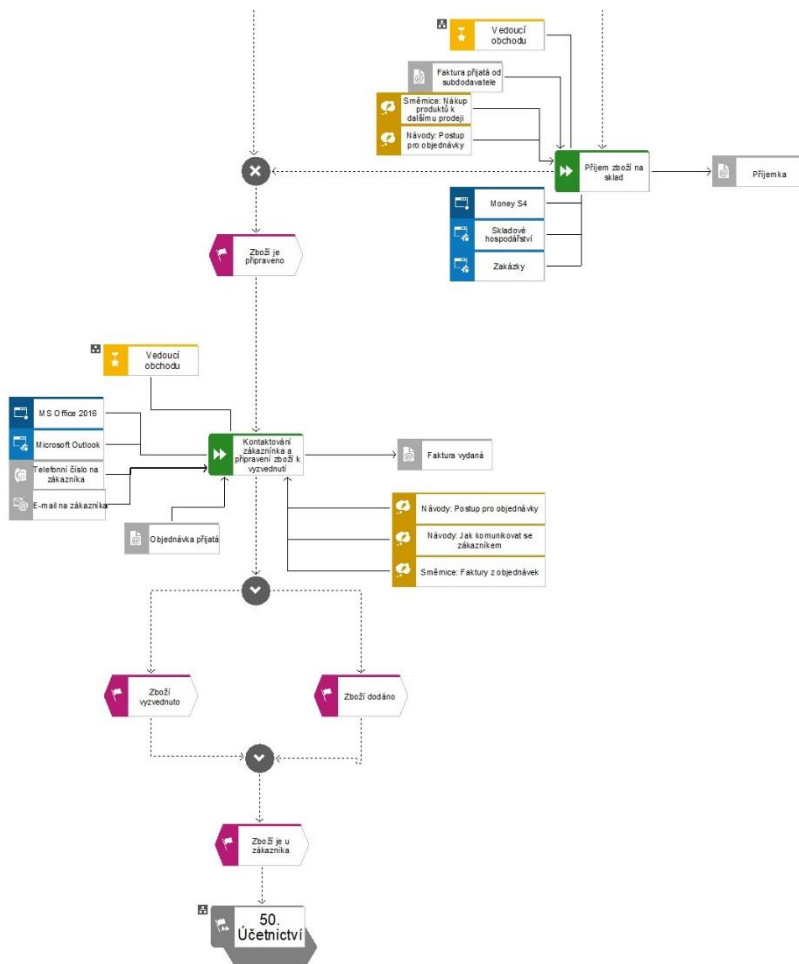 Vedoucí
obchodu
Faktura přijatá od
subdodavatele
Směrnice: Nákup
produktů k
dalšímu prodeji
Návody: Postup
pro objednávky
Příjem zboží na
sklad
Příjemka
Money S4
Skladové
hospodářství
Zakázky
Zboží je
připraveno
Vedoucí
obchodu
MS Office 2016
Microsoft Outlook
Telefonní číslo na
zákazníka
E-mail na zákazníka
Kontaktování
zákaznínka a
připravení zboží k
vyzvednutí
Faktura vydaná
Objednávka přijatá
Návody: Postup pro objednávky
Návody: Jak komunikovat se
zákazníkem
Směrnice: Faktury z objednávek
Zboží
vyzvednuto
Zboží dodáno
Zboží je u
zákazníka
50.
Účetnictví